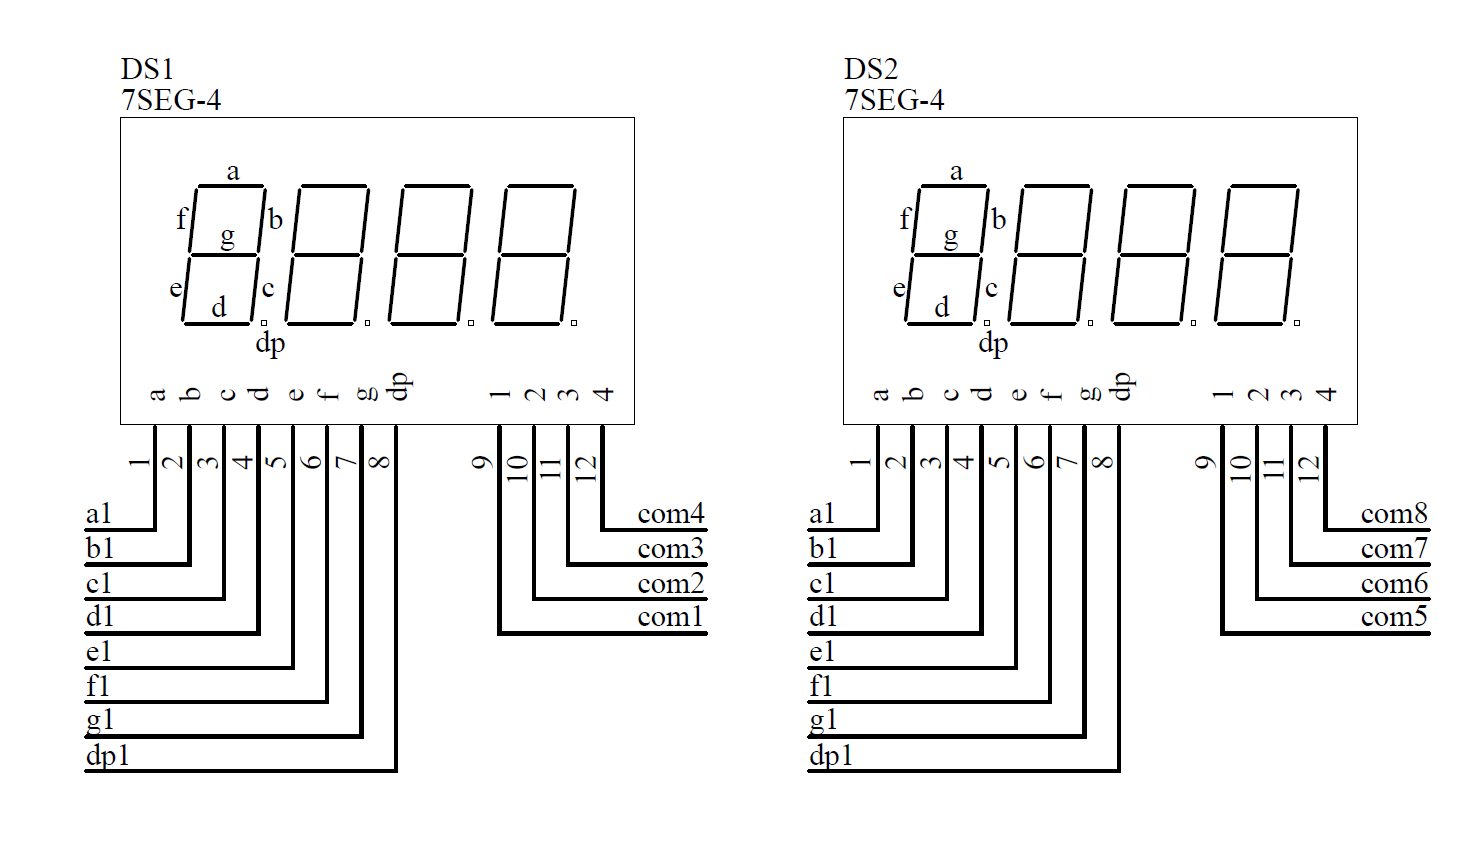 DS1
7SEG-4
a
f
b
g
e
c
d
dp
a b c d e f g dp 1 2 3 4
1 2 3 4 5 6 7 8 9 10 11 12
a1
b1
c1
d1
e1
f1
g1
dp1
com4
com3
com2
com1
DS2
7SEG-4
a
f
b
g
e
c
d
dp
a b c d e f g dp 1 2 3 4
1 2 3 4 5 6 7 8 9 10 11 12
a1
b1
c1
d1
e1
f1
g1
dp1
com8
com7
com6
com5